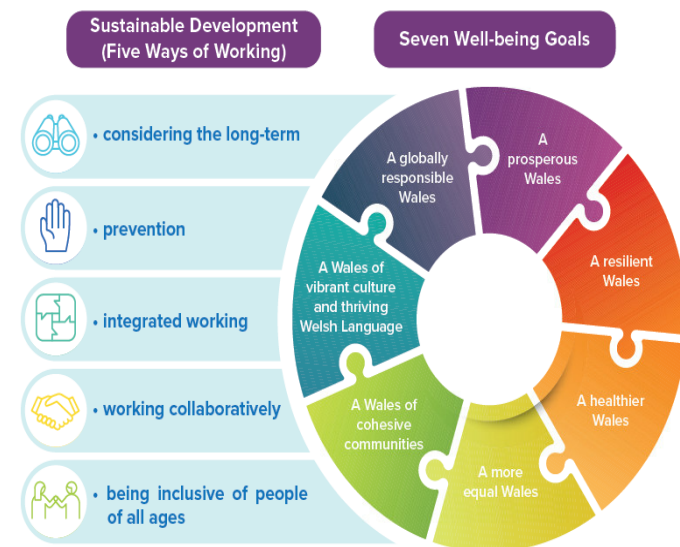 Sustainable Development
(Five Ways of Working)
Seven Well-being Goals
• considering the long-term
• prevention
• integrated working
• working collaboratively
• being inclusive of people
of all ages
A
prosperous
Wales
A resilient
Wales
A healthier
Wales
A more
equal Wales
A Wales of
cohesive
communities
A Wales of
vibrant culture
and thriving
Welsh Language
A globally
responsible
Wales